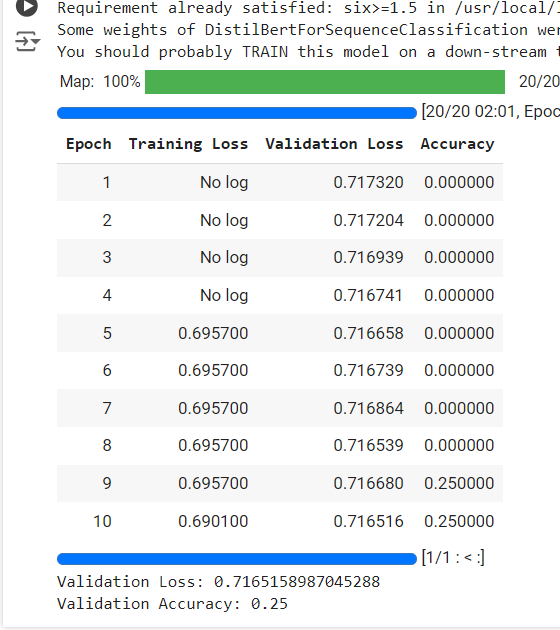 Requirement already satisfied: six>=1.5 in /usr/local/
Some weights of DistilBertForSequenceClassification
You should probably TRAIN this model on a down-stream
Map: 100% 20/20
[20/20 02:01, Epoc
Epoch Training Loss Validation Loss Accuracy
1 No log 0.717320 0.000000
2 No log 0.717204 0.000000
3 No log 0.716939 0.000000
4 No log 0.716741 0.000000
5 0.695700 0.716658 0.000000
6 0.695700 0.716739 0.000000
7 0.695700 0.716864 0.000000
8 0.695700 0.716539 0.000000
9 0.695700 0.716680 0.250000
10 0.690100 0.716516 0.250000
[1/1 : < :]
Validation Loss: 0.7165158987045288
Validation Accuracy: 0.25